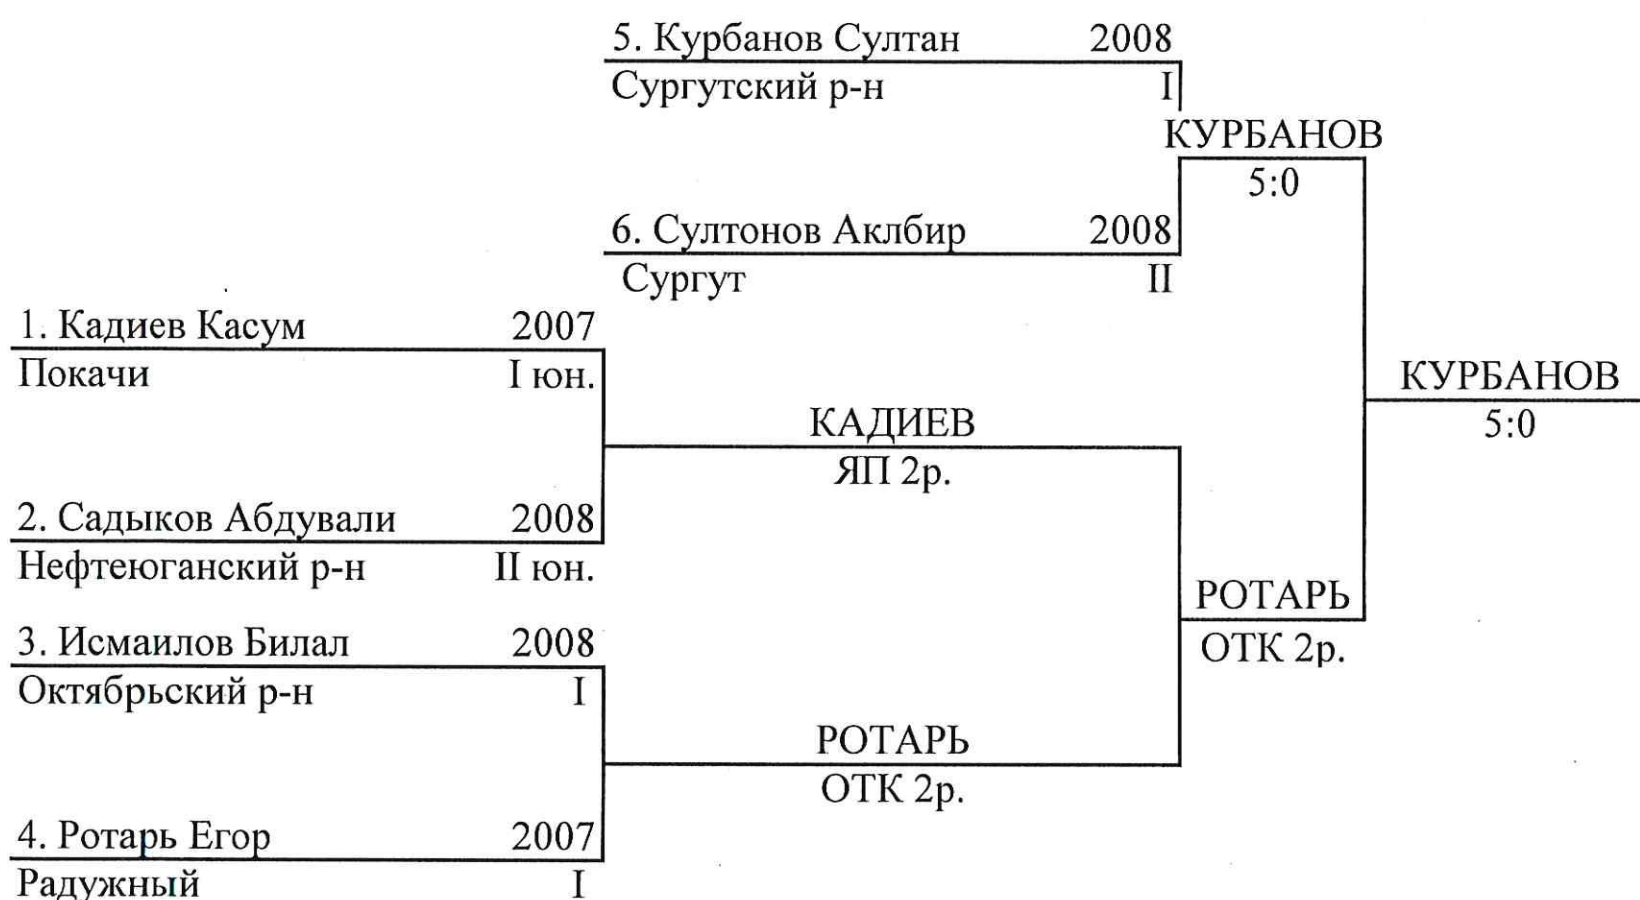 5. Курбанов Султан 2008
Сургутский р-н I
КУРБАНОВ
5:0
6. Султонов Аклбир 2008
Сургут II
1. Кадиев Касум 2007
Покачи I юн.
КУРБАНОВ
5:0
КАДИЕВ
ЯП 2р.
2. Садыков Абдували 2008
Нефтеюганский р-н II юн.
РОТАРЬ
ОТК 2р.
3. Исмаилов Билал 2008
Октябрьский р-н I
РОТАРЬ
ОТК 2р.
4. Ротарь Егор 2007
Радужный I